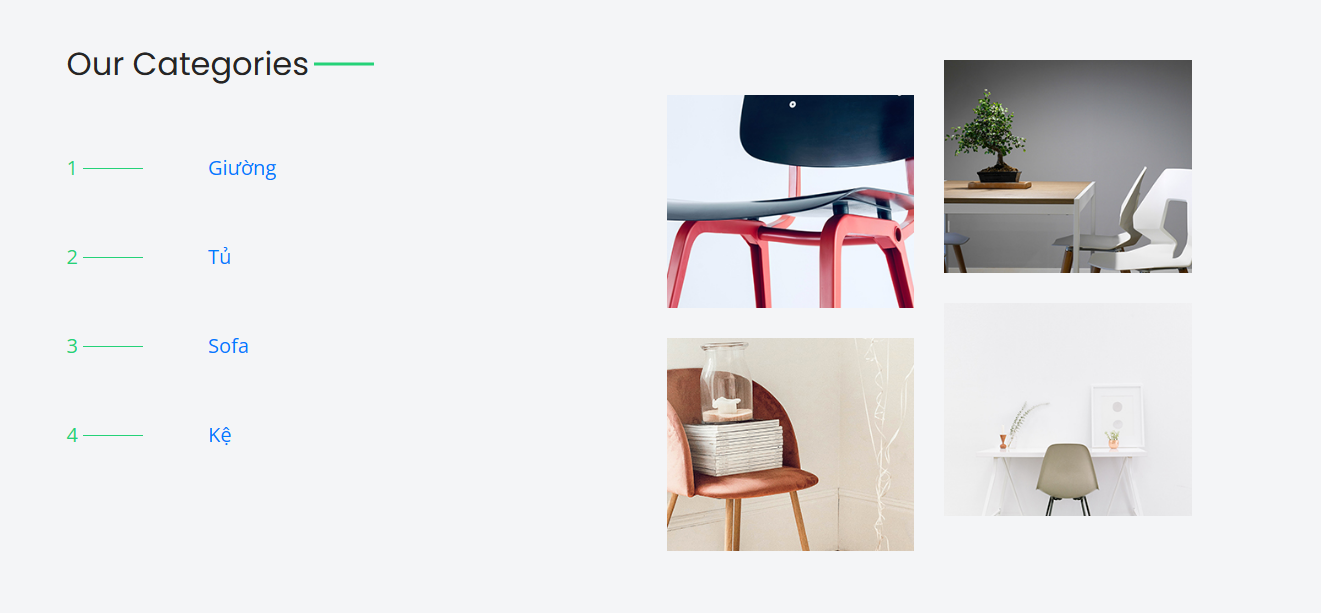 Our Categories
1 Giường
2 Tủ
3 Sofa
4 Kệ